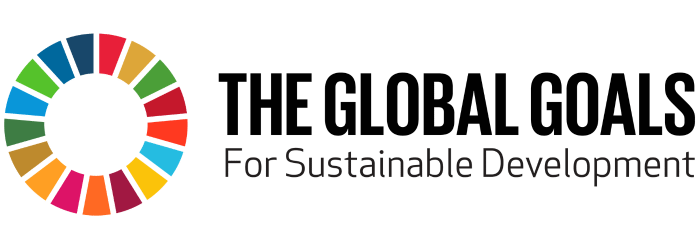 THE GLOBAL GOALS
For Sustainable Development